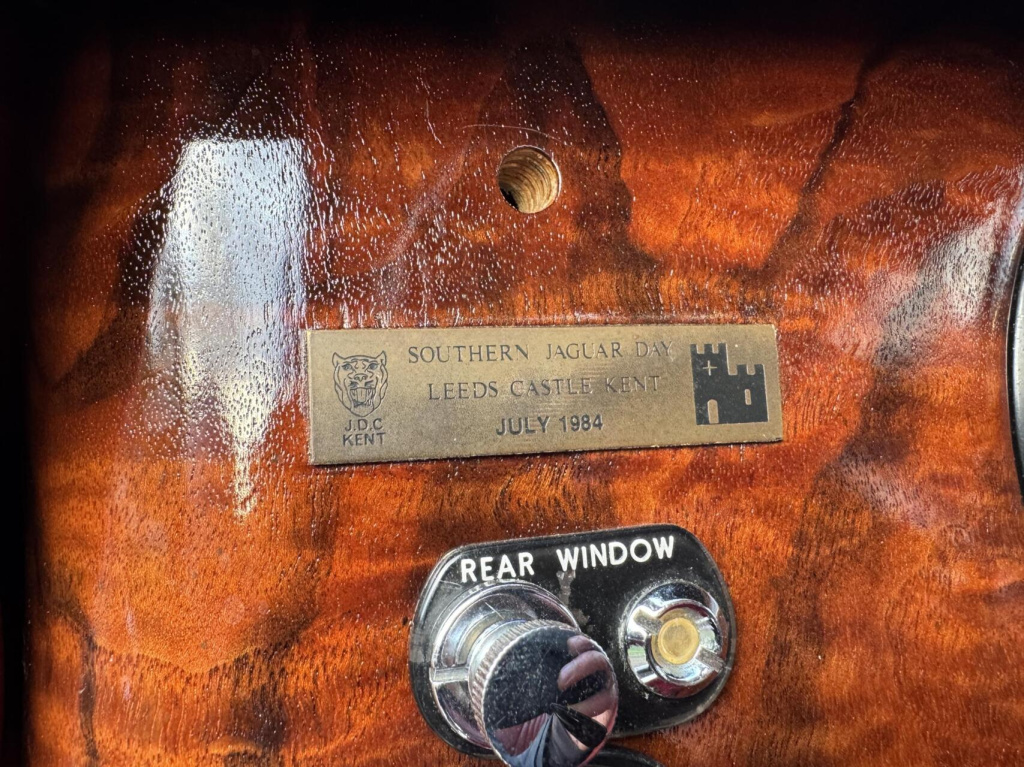 SOUTHERN JAGUAR DAY
LEEDS CASTLE KENT
JULY 1984
J.D.C
KENT
REAR WINDOW